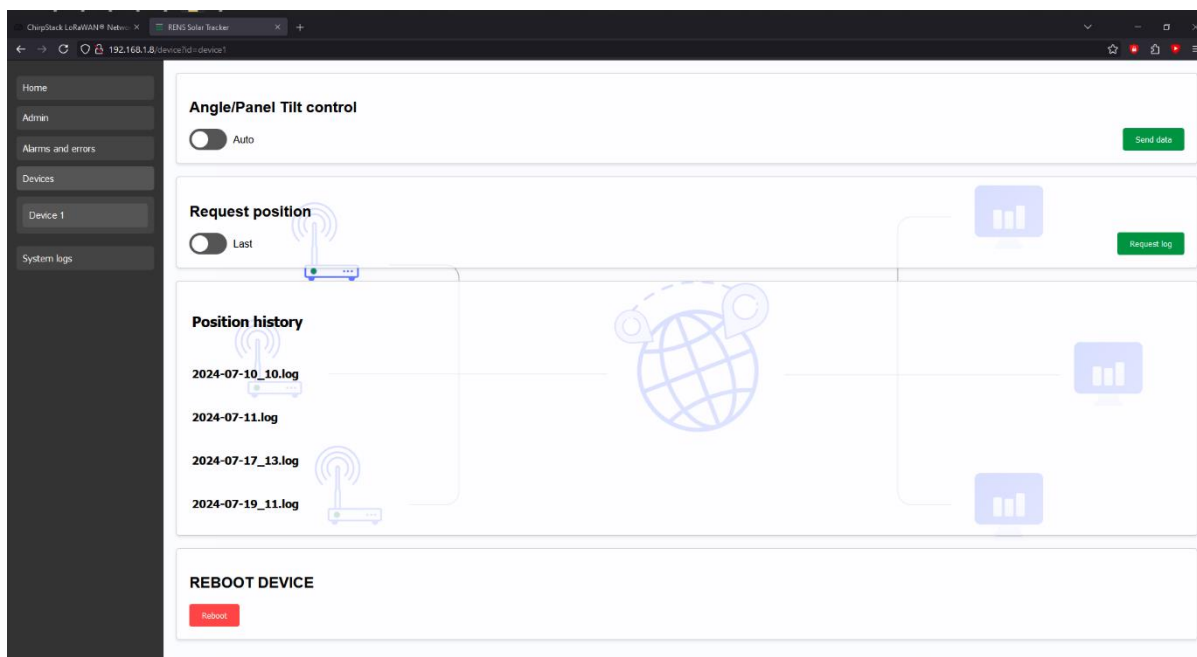 ChirpStack LoRaWAN® Netwo
RENS Solar Tracker
192.168.1.8/device?id=device1
Home
Admin
Alarms and errors
Devices
Device 1
System logs
Angle/Panel Tilt control
Auto
Send data
Request position
Last
Request log
Position history
2024-07-10_10.log
2024-07-11.log
2024-07-17_13.log
2024-07-19_11.log
REBOOT DEVICE
Reboot